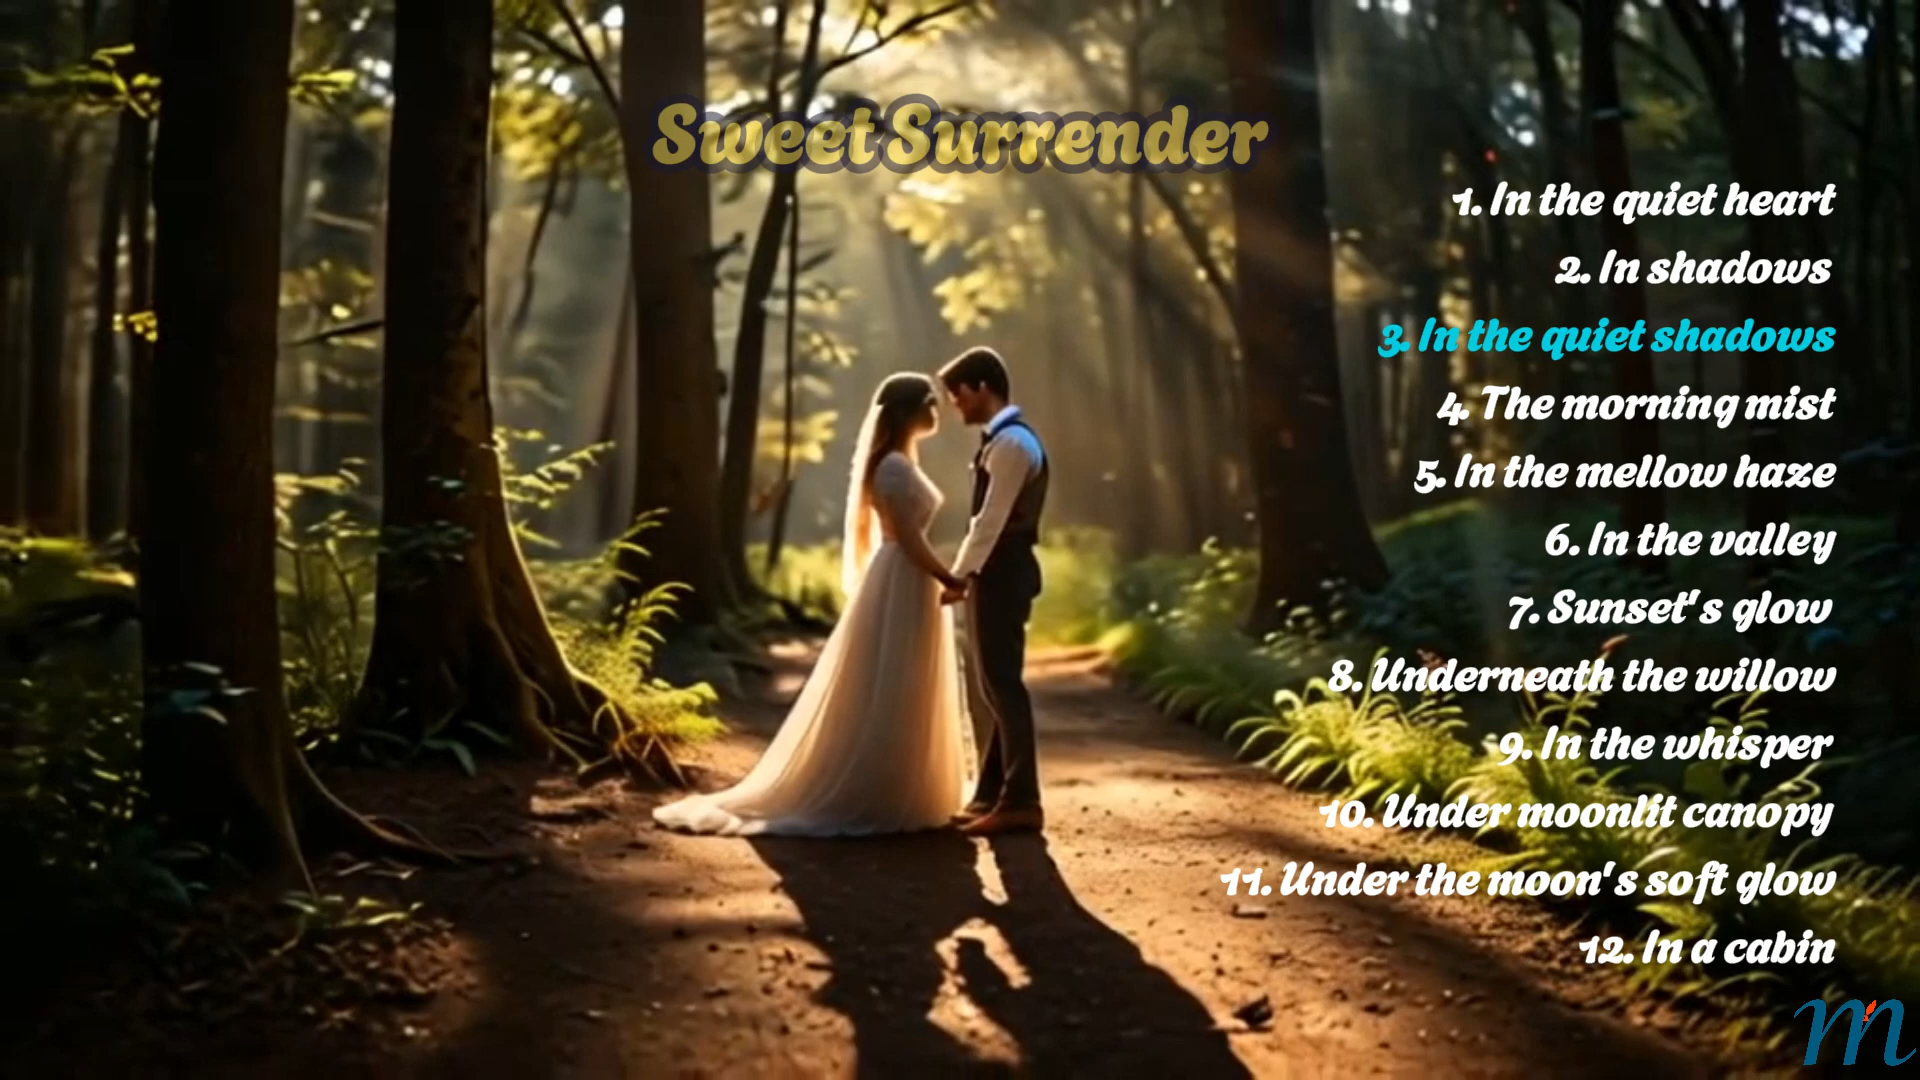 Sweet Surrender
1. In the quiet heart
2. In shadows
3. In the quiet shadows
4. The morning mist
5. In the mellow haze
6. In the valley
7. Sunset's glow
8. Underneath the willow
9. In the whisper
10. Under moonlit canopy
11. Under the moon's soft glow
12. In a cabin
m